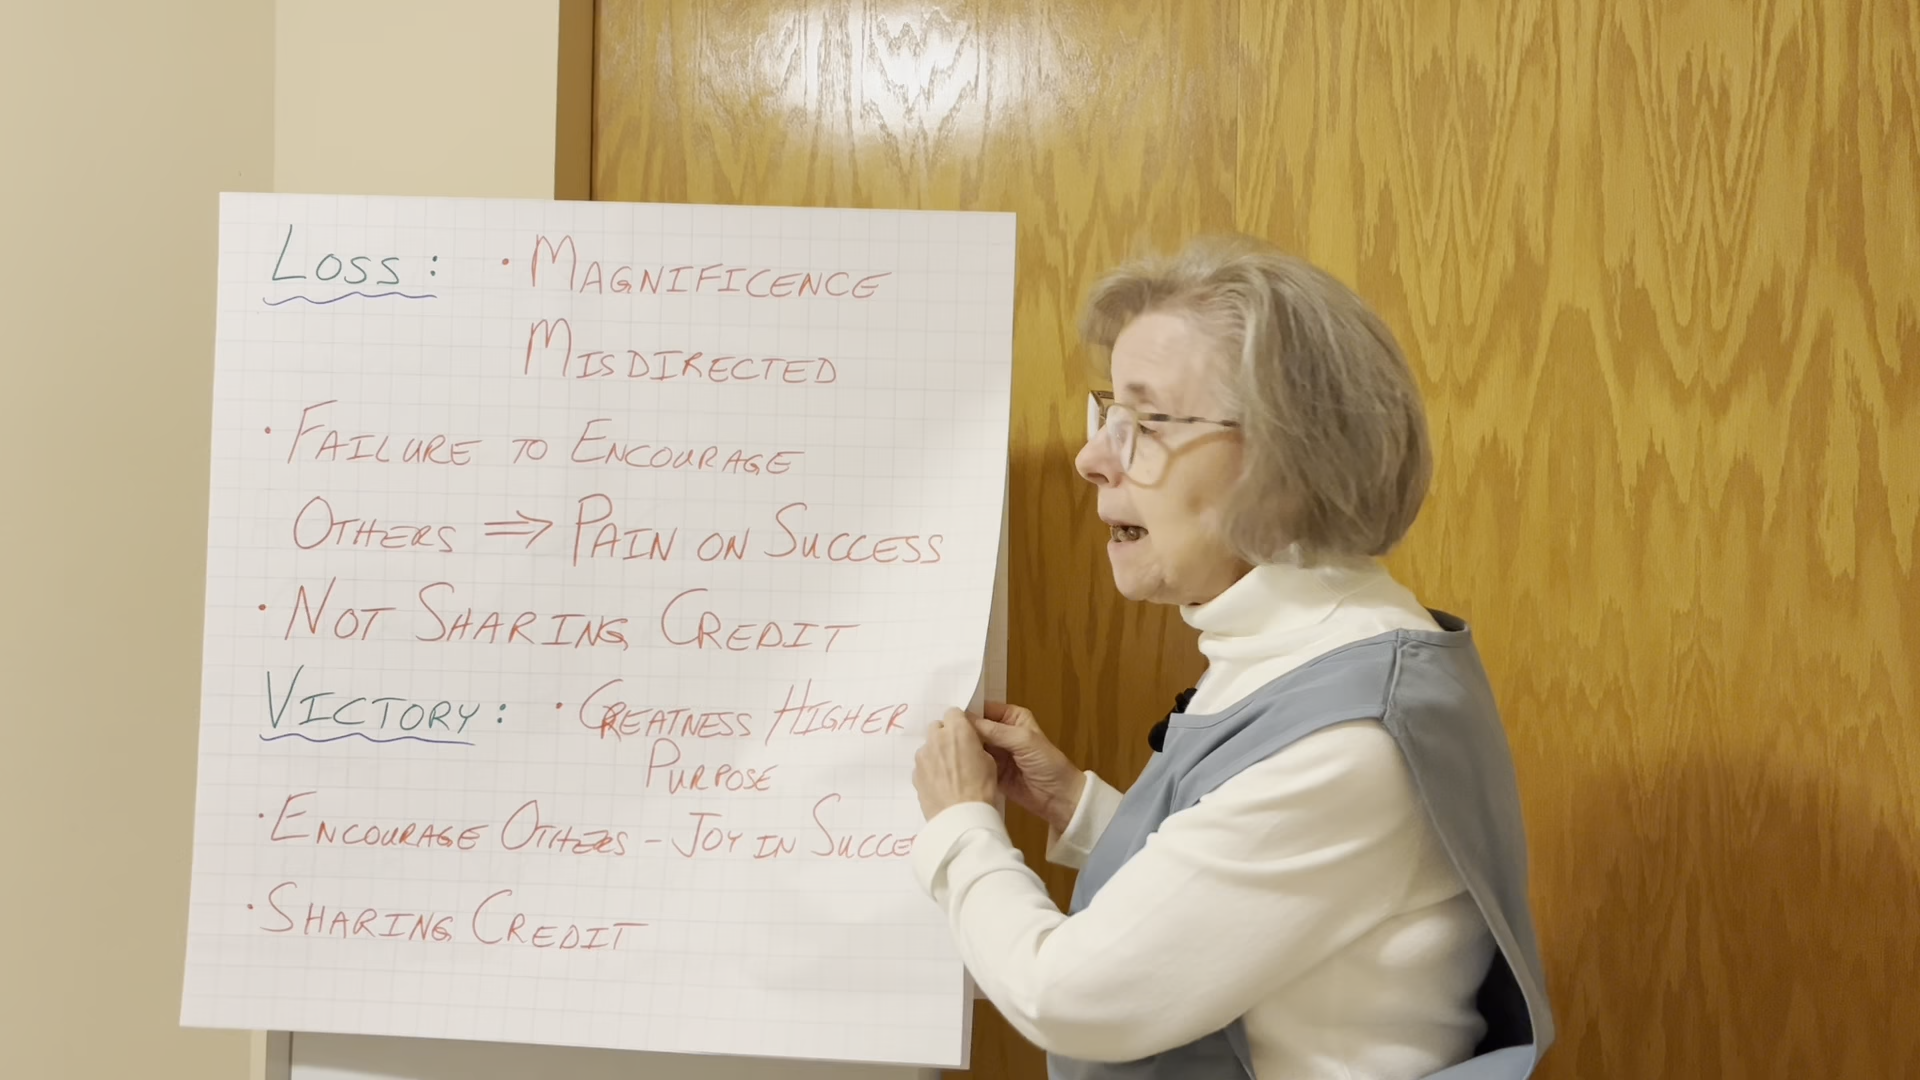 LOSS: • MAGNIFICENCE
MISDIRECTED
• FAILURE TO ENCOURAGE
OTHERS ⇒ PAIN ON SUCCESS
• NOT SHARING CREDIT
VICTORY: • GREATNESS HIGHER
PURPOSE
• ENCOURAGE OTHERS - JOY IN SUCCE
• SHARING CREDIT